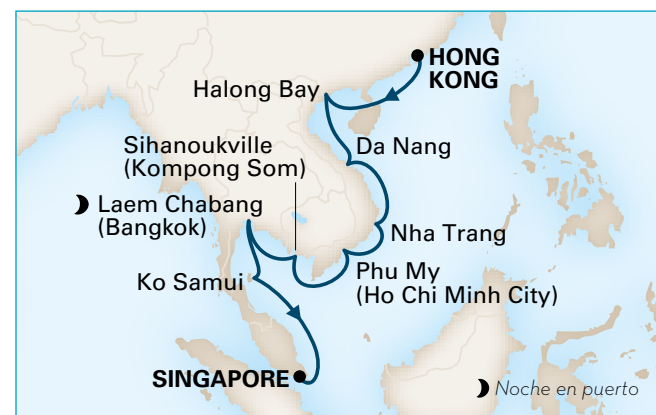 HONG
KONG
Halong Bay
Da Nang
Sihanoukville
(Kompong Som)
Laem Chabang
(Bangkok)
Nha Trang
Phu My
(Ho Chi Minh City)
Ko Samui
SINGAPORE
Noche en puerto